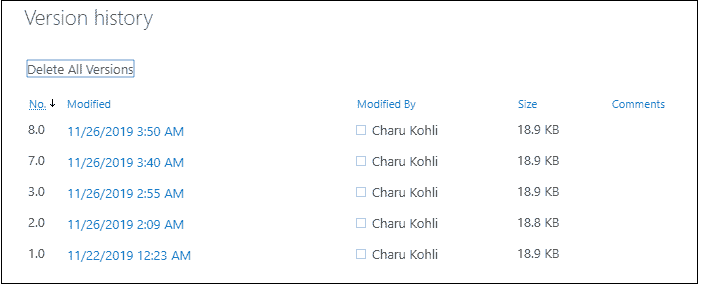 Version history
Delete All Versions
No. Modified Modified By Size Comments
8.0 11/26/2019 3:50 AM Charu Kohli 18.9 KB
7.0 11/26/2019 3:40 AM Charu Kohli 18.9 KB
3.0 11/26/2019 2:55 AM Charu Kohli 18.9 KB
2.0 11/26/2019 2:09 AM Charu Kohli 18.8 KB
1.0 11/22/2019 12:23 AM Charu Kohli 18.9 KB